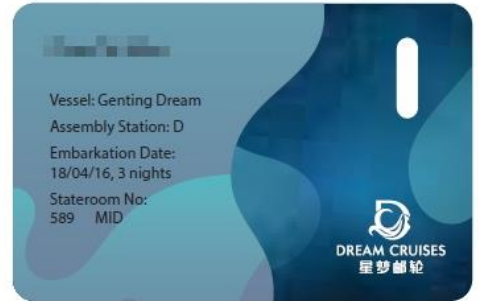 Vessel: Genting Dream
Assembly Station: D
Embarkation Date:
18/04/16, 3 nights
Stateroom No:
589 MID
DREAM CRUISES
星梦邮轮